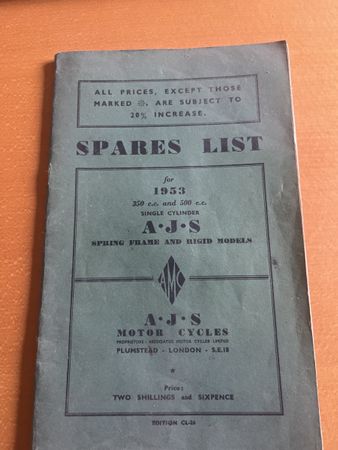 ALL PRICES, EXCEPT THOSE
MARKED ※, ARE SUBJECT TO
20% INCREASE.
SPARES LIST
for
1953
350 c.c. and 500 c.c.
SINGLE CYLINDER
A·J·S
SPRING FRAME AND RIGID MODELS
AMC
A·J·S
MOTOR CYCLES
PROPRIETORS: ASSOCIATED MOTOR CYCLES LIMITED
PLUMSTEAD - LONDON - S.E.18
*
Price:
TWO SHILLINGS and SIXPENCE
EDITION CL-26